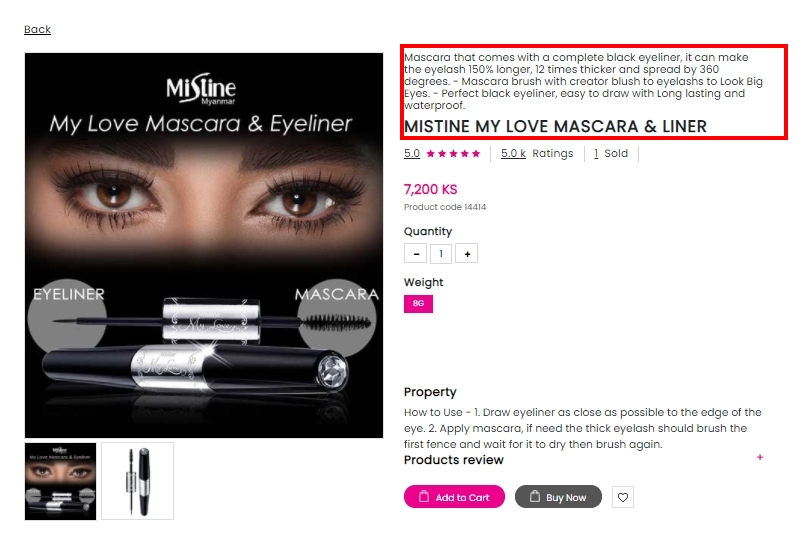 Back
Mistine
Myanmar
My Love Mascara & Eyeliner
EYELINER
MASCARA
My Love
Mascara that comes with a complete black eyeliner, it can make
the eyelash 150% longer, 12 times thicker and spread by 360
degrees. - Mascara brush with creator blush to eyelashs to Look Big
Eyes. - Perfect black eyeliner, easy to draw with Long lasting and
waterproof.
MISTINE MY LOVE MASCARA & LINER
5.0 5.0 k Ratings 1 Sold
7,200 KS
Product code 14414
Quantity
- 1 +
Weight
8G
Property
How to Use - 1. Draw eyeliner as close as possible to the edge of the
eye. 2. Apply mascara, if need the thick eyelash should brush the
first fence and wait for it to dry then brush again.
Products review +
Add to Cart Buy Now